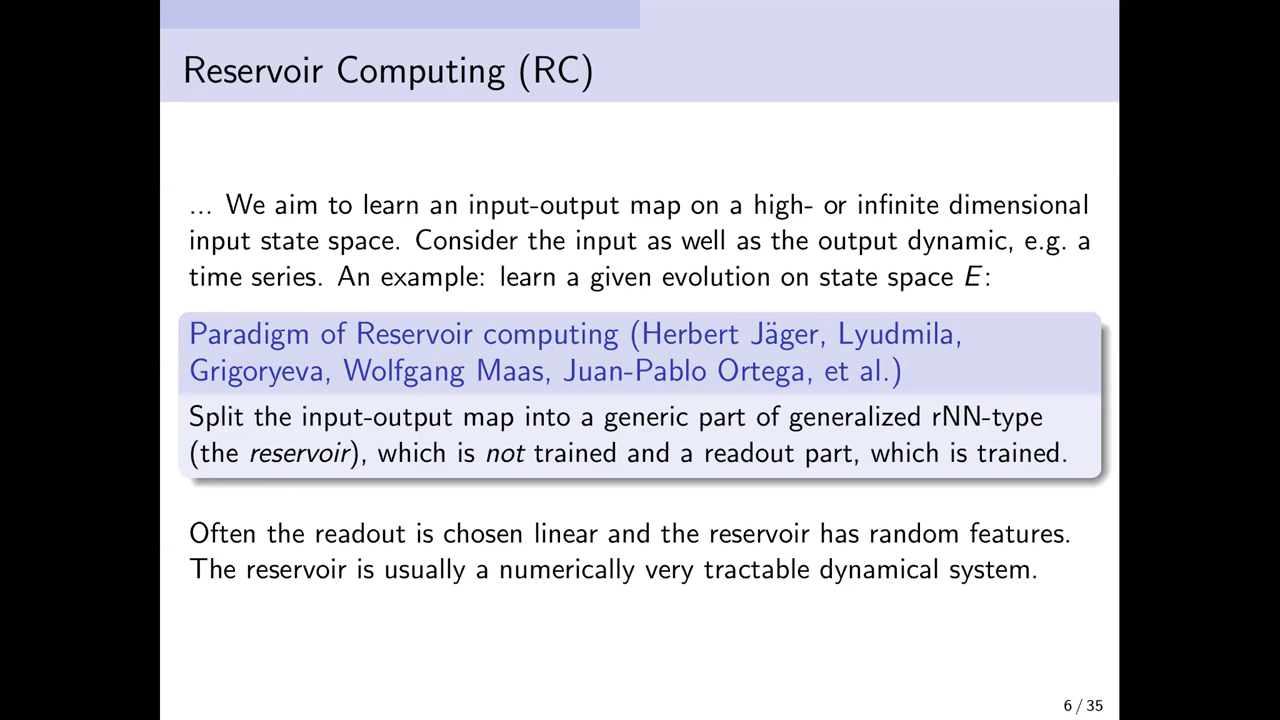 Reservoir Computing (RC)
... We aim to learn an input-output map on a high- or infinite dimensional
input state space. Consider the input as well as the output dynamic, e.g. a
time series. An example: learn a given evolution on state space E:
Paradigm of Reservoir computing (Herbert Jäger, Lyudmila,
Grigoryeva, Wolfgang Maas, Juan-Pablo Ortega, et al.)
Split the input-output map into a generic part of generalized rNN-type
(the reservoir), which is not trained and a readout part, which is trained.
Often the readout is chosen linear and the reservoir has random features.
The reservoir is usually a numerically very tractable dynamical system.
6 / 35